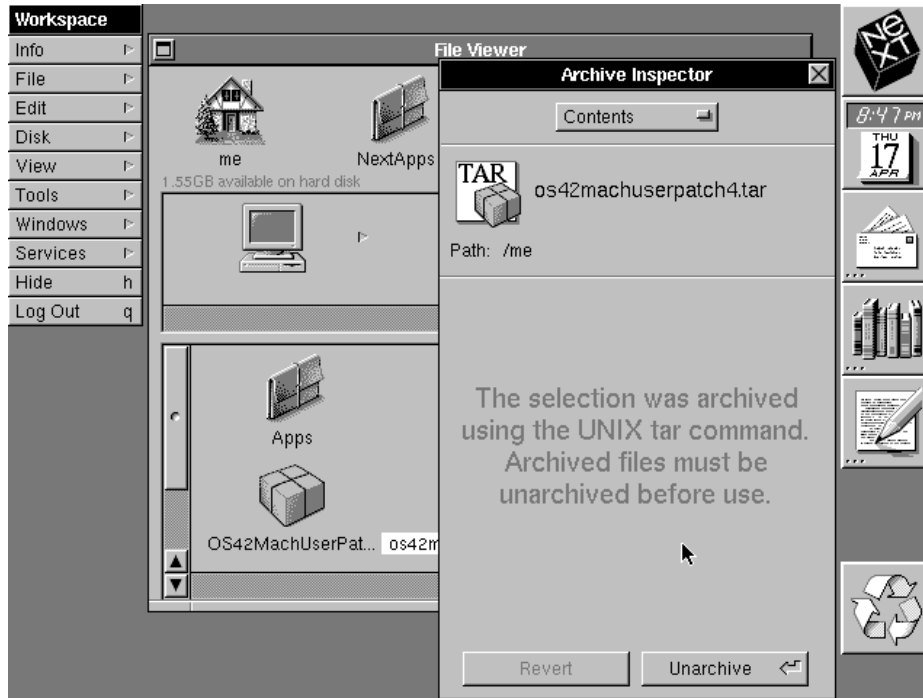 Workspace
Info
File
Edit
Disk
View
Tools
Windows
Services
Hide h
Log Out q
File Viewer
me
NextApps
1.55GB available on hard disk
Apps
OS42MachUserPat...
os42m
Archive Inspector
Contents
TAR
os42machuserpatch4.tar
Path: /me
The selection was archived
using the UNIX tar command.
Archived files must be
unarchived before use.
Revert
Unarchive
NeXT
8:47 PM
THU
17
APR